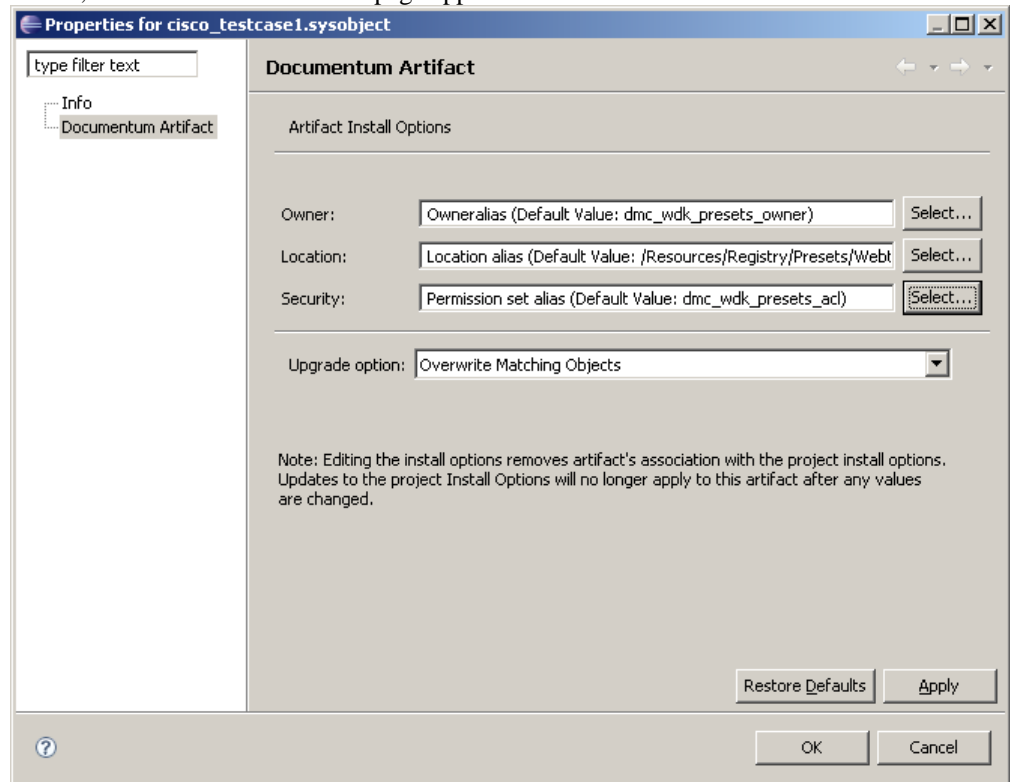 Properties for cisco_testcase1.sysobject
type filter text
Info
Documentum Artifact
Documentum Artifact
Artifact Install Options
Owner: Owneralias (Default Value: dmc_wdk_presets_owner) Select...
Location: Location alias (Default Value: /Resources/Registry/Presets/Webt Select...
Security: Permission set alias (Default Value: dmc_wdk_presets_acl) Select...
Upgrade option: Overwrite Matching Objects
Note: Editing the install options removes artifact's association with the project install options.
Updates to the project Install Options will no longer apply to this artifact after any values
are changed.
Restore Defaults Apply
OK Cancel